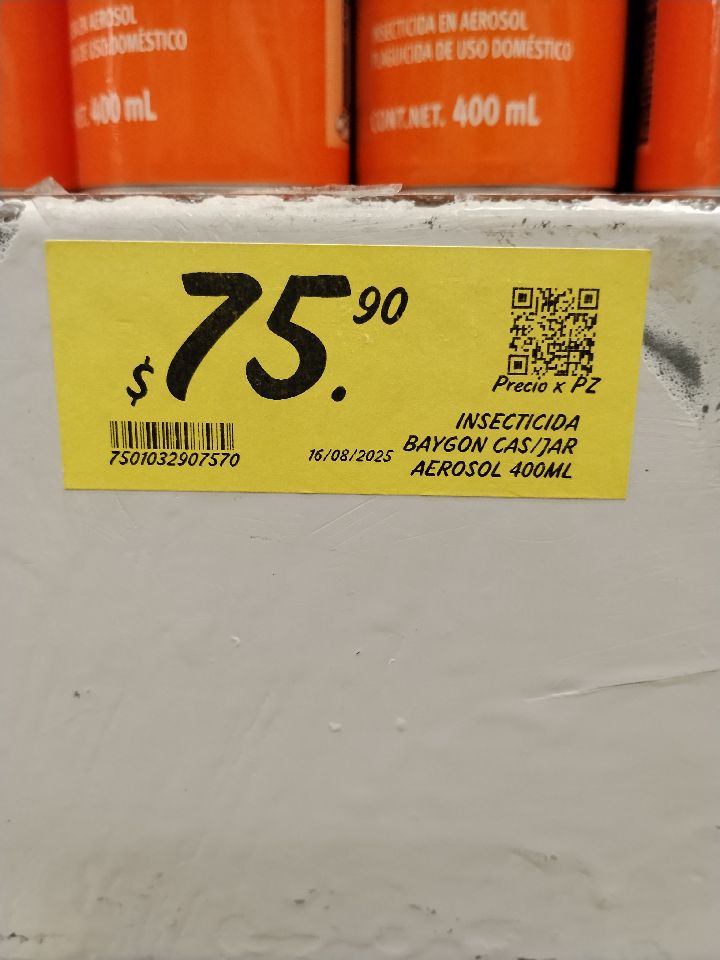 EN AEROSOL
DE USO DOMÉSTICO
400 mL
INSECTICIDA EN AEROSOL
PLAGUICIDA DE USO DOMÉSTICO
CONT.NET. 400 mL
$75.90
Precio x PZ
7501032907570
16/08/2025
INSECTICIDA
BAYGON CAS/JAR
AEROSOL 400ML